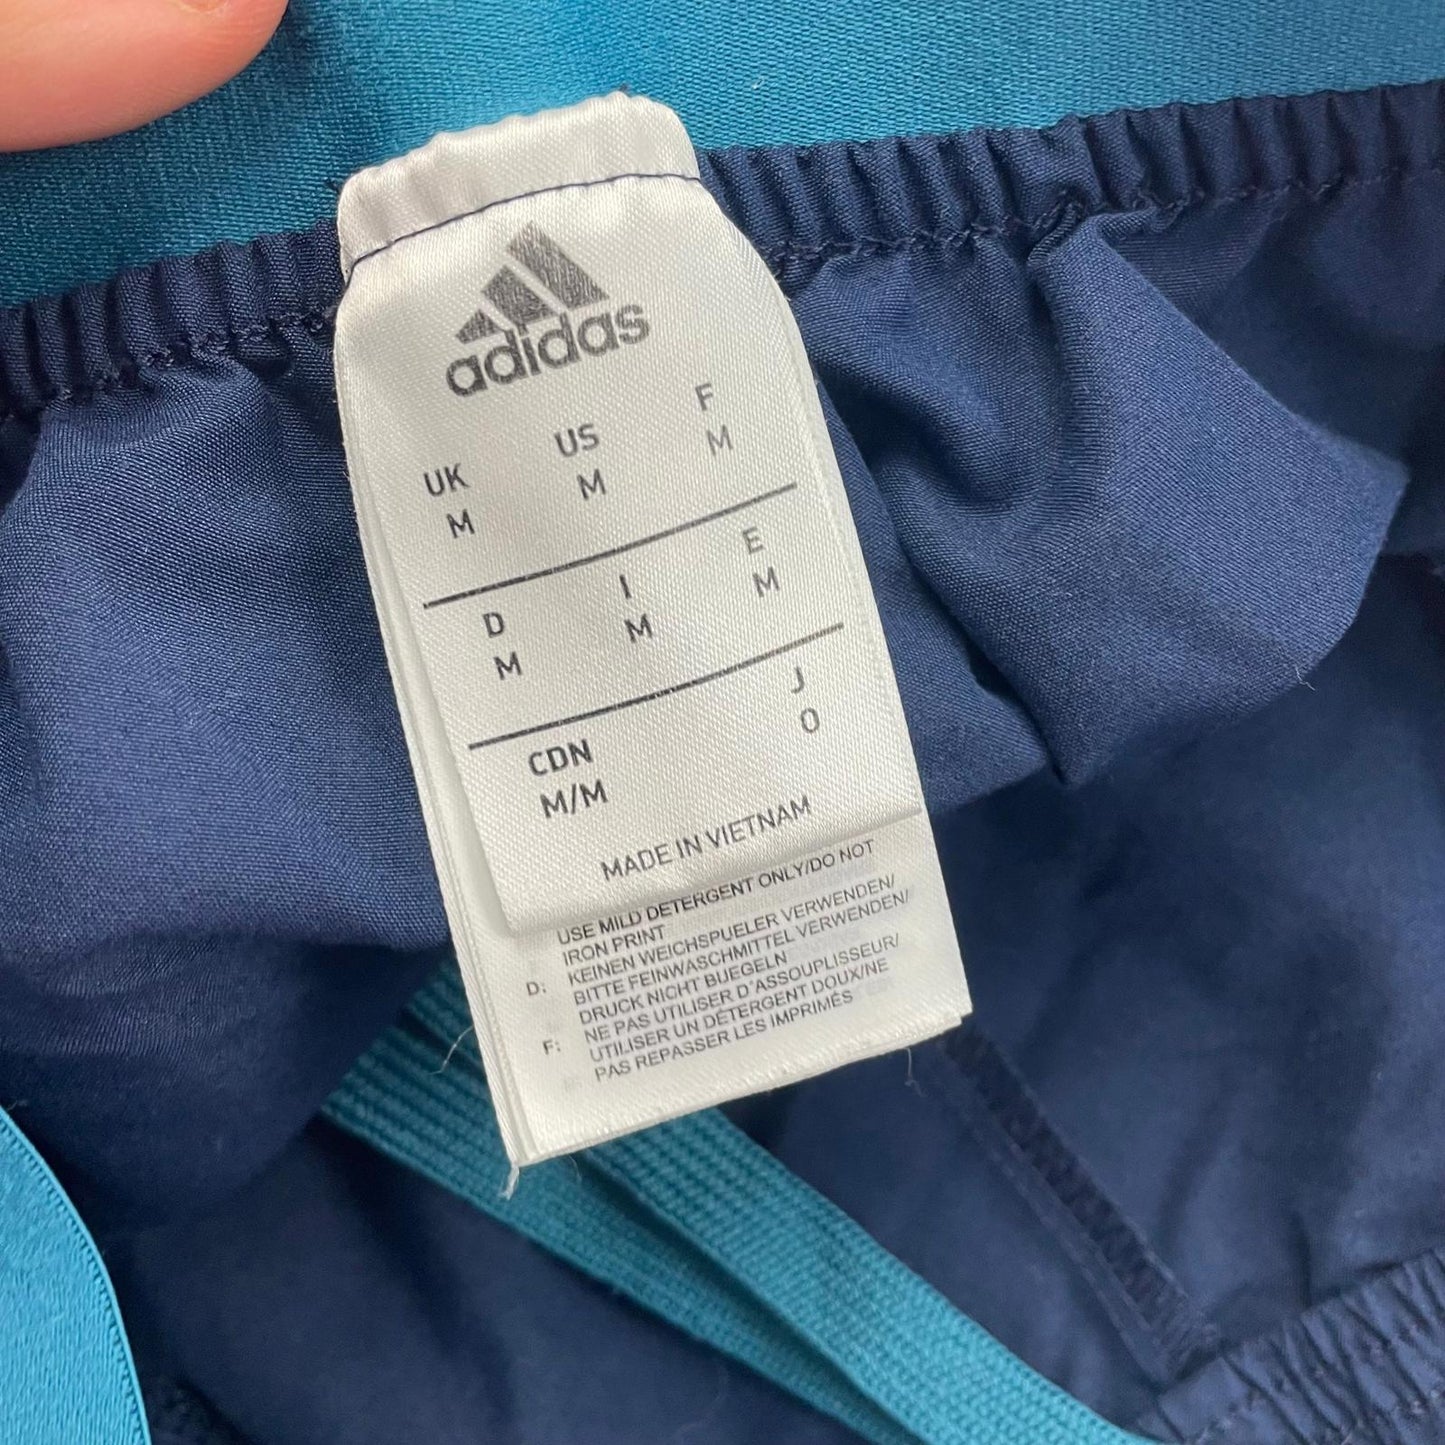 adidas
UK US F
M M M
D I E
M M M
CDN J
M/M O
MADE IN VIETNAM
USE MILD DETERGENT ONLY/DO NOT
IRON PRINT
D: KEINEN WEICHSPUELER VERWENDEN/
BITTE FEINWASCHMITTEL VERWENDEN/
DRUCK NICHT BUEGELN
F: NE PAS UTILISER D'ASSOUPLISSEUR/
UTILISER UN DÉTERGENT DOUX/NE
PAS REPASSER LES IMPRIMÉS